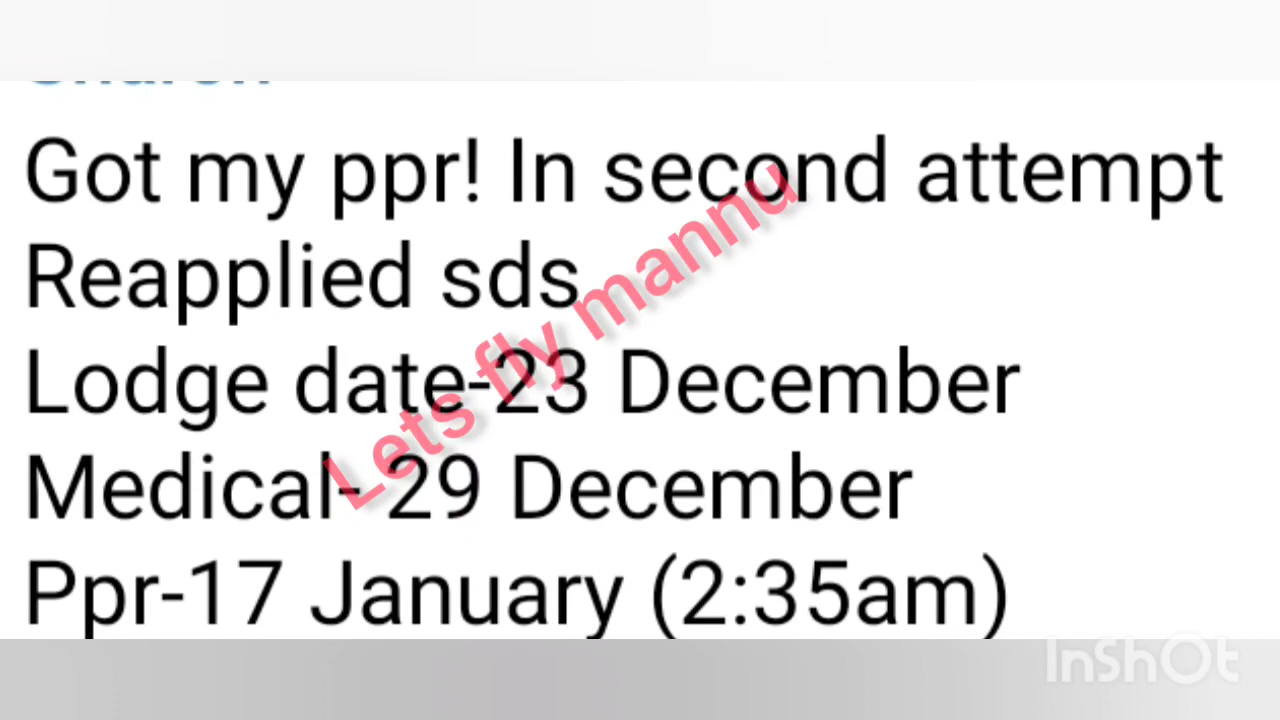 Got my ppr! In second attempt
Reapplied sds
Lodge date-23 December
Medical- 29 December
Ppr-17 January (2:35am)
Lets fly mannu
InShOt